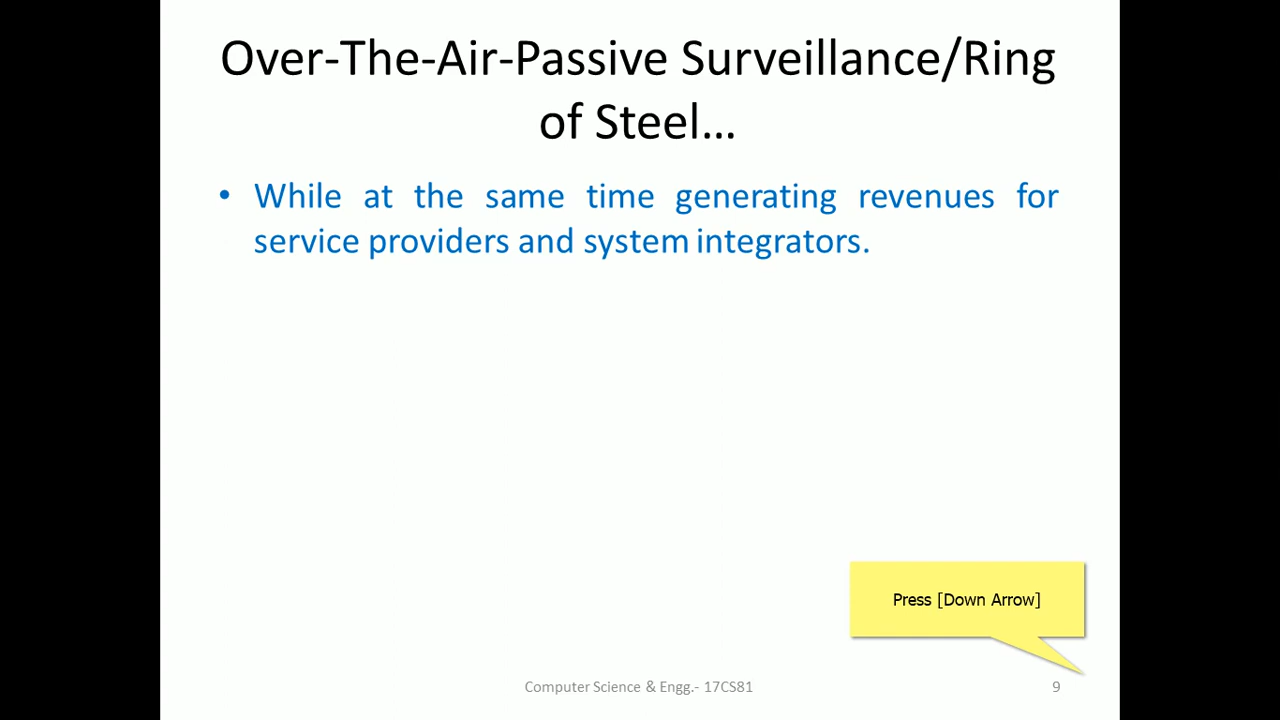 Over-The-Air-Passive Surveillance/Ring
of Steel…
• While at the same time generating revenues for
service providers and system integrators.
Press [Down Arrow]
Computer Science & Engg.- 17CS81
9